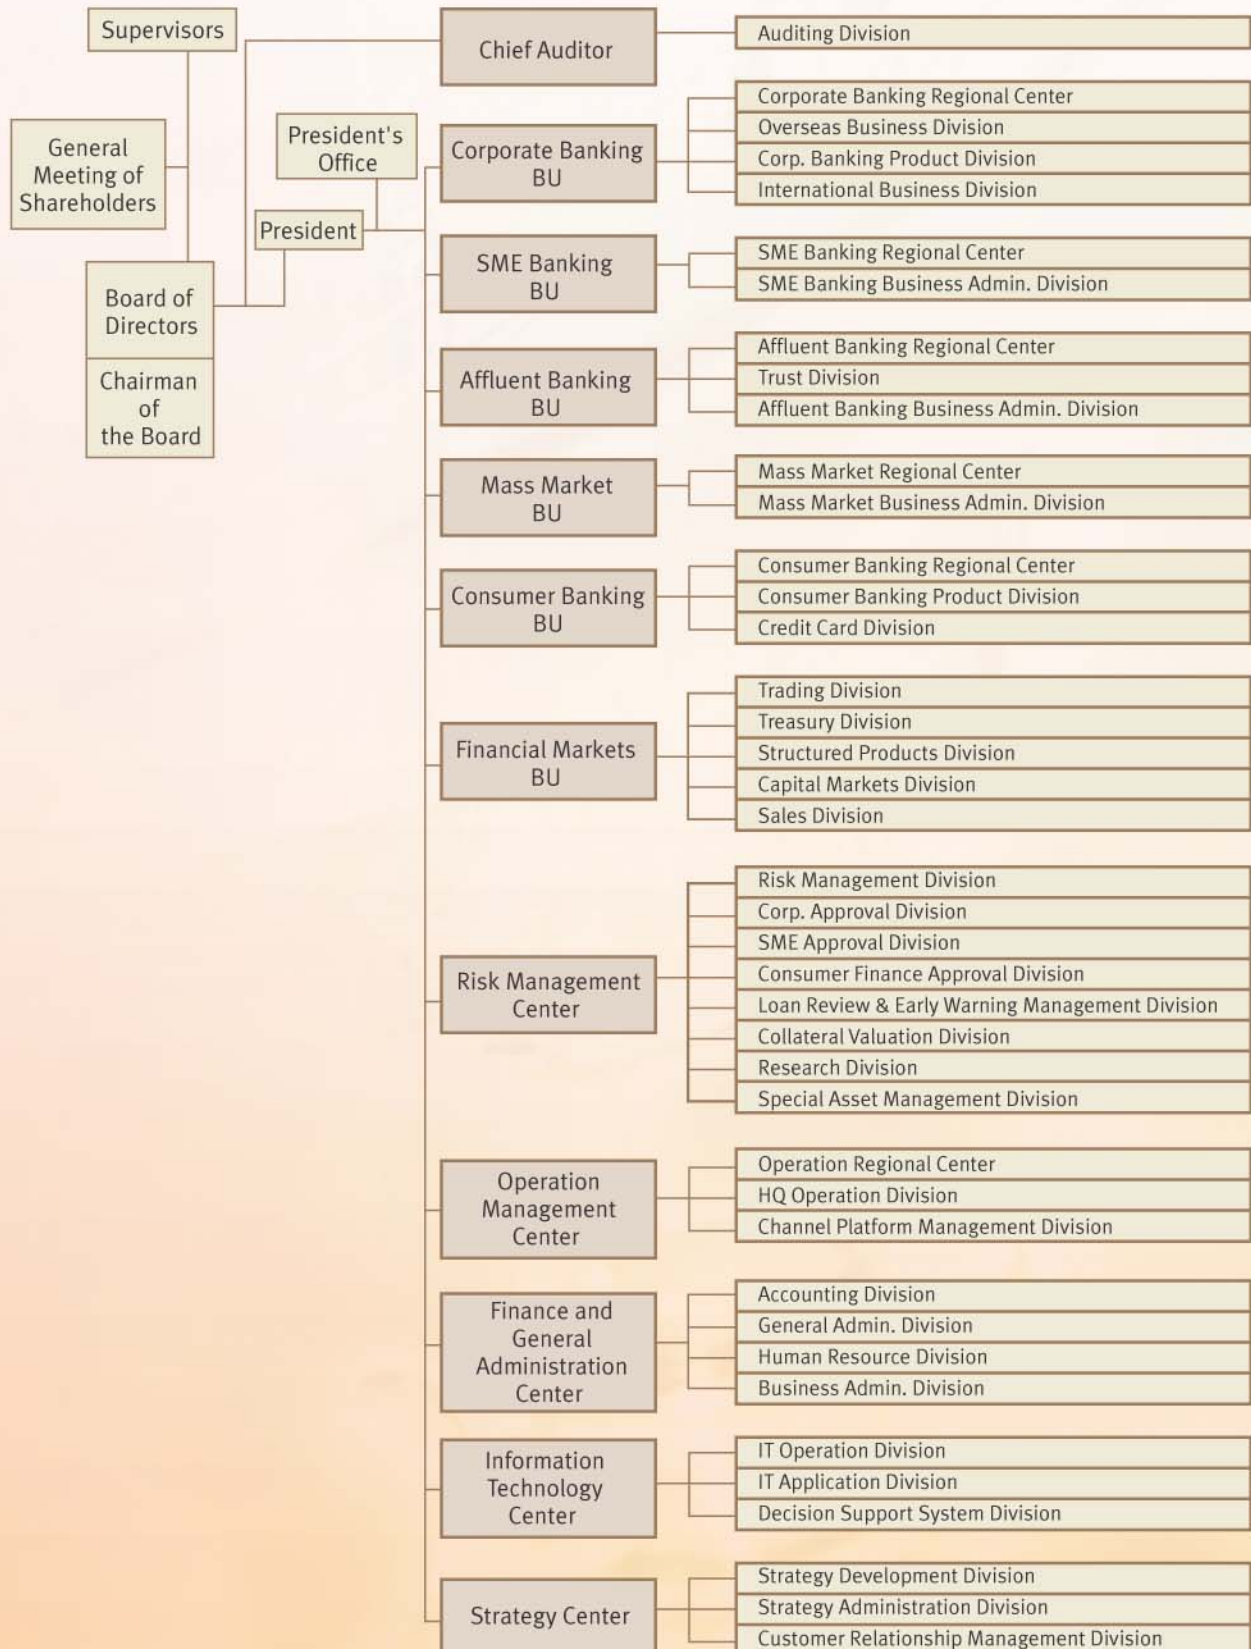 Supervisors
General
Meeting of
Shareholders
Board of
Directors
Chairman
of
the Board
President's
Office
President
Chief Auditor
Auditing Division
Corporate Banking
BU
Corporate Banking Regional Center
Overseas Business Division
Corp. Banking Product Division
International Business Division
SME Banking
BU
SME Banking Regional Center
SME Banking Business Admin. Division
Affluent Banking
BU
Affluent Banking Regional Center
Trust Division
Affluent Banking Business Admin. Division
Mass Market
BU
Mass Market Regional Center
Mass Market Business Admin. Division
Consumer Banking
BU
Consumer Banking Regional Center
Consumer Banking Product Division
Credit Card Division
Financial Markets
BU
Trading Division
Treasury Division
Structured Products Division
Capital Markets Division
Sales Division
Risk Management
Center
Risk Management Division
Corp. Approval Division
SME Approval Division
Consumer Finance Approval Division
Loan Review & Early Warning Management Division
Collateral Valuation Division
Research Division
Special Asset Management Division
Operation
Management
Center
Operation Regional Center
HQ Operation Division
Channel Platform Management Division
Finance and
General
Administration
Center
Accounting Division
General Admin. Division
Human Resource Division
Business Admin. Division
Information
Technology
Center
IT Operation Division
IT Application Division
Decision Support System Division
Strategy Center
Strategy Development Division
Strategy Administration Division
Customer Relationship Management Division